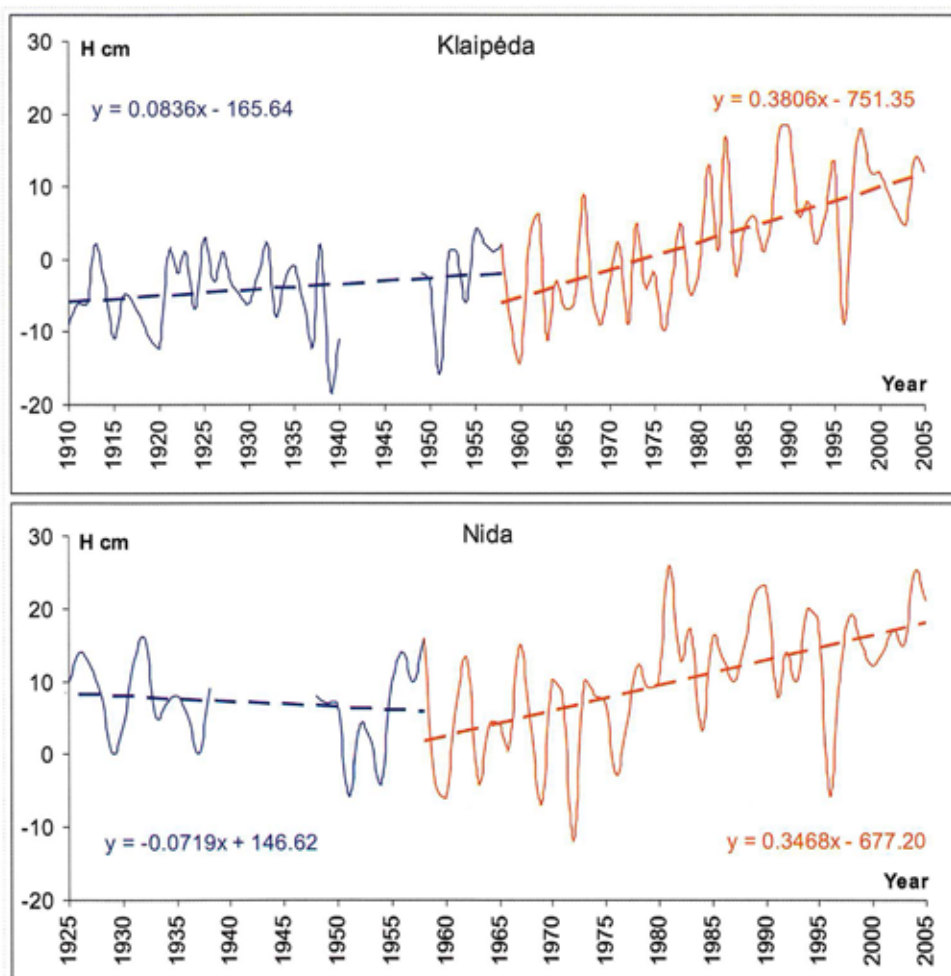 Klaipėda
H cm
30
y = 0.0836x - 165.64
y = 0.3806x - 751.35
20
10
0
-10
-20
Year
1910 1915 1920 1925 1930 1935 1940 1945 1950 1955 1960 1965 1970 1975 1980 1985 1990 1995 2000 2005
Nida
H cm
30
20
10
0
-10
-20
y = -0.0719x + 146.62
y = 0.3468x - 677.20
Year
1925 1930 1935 1940 1945 1950 1955 1960 1965 1970 1975 1980 1985 1990 1995 2000 2005